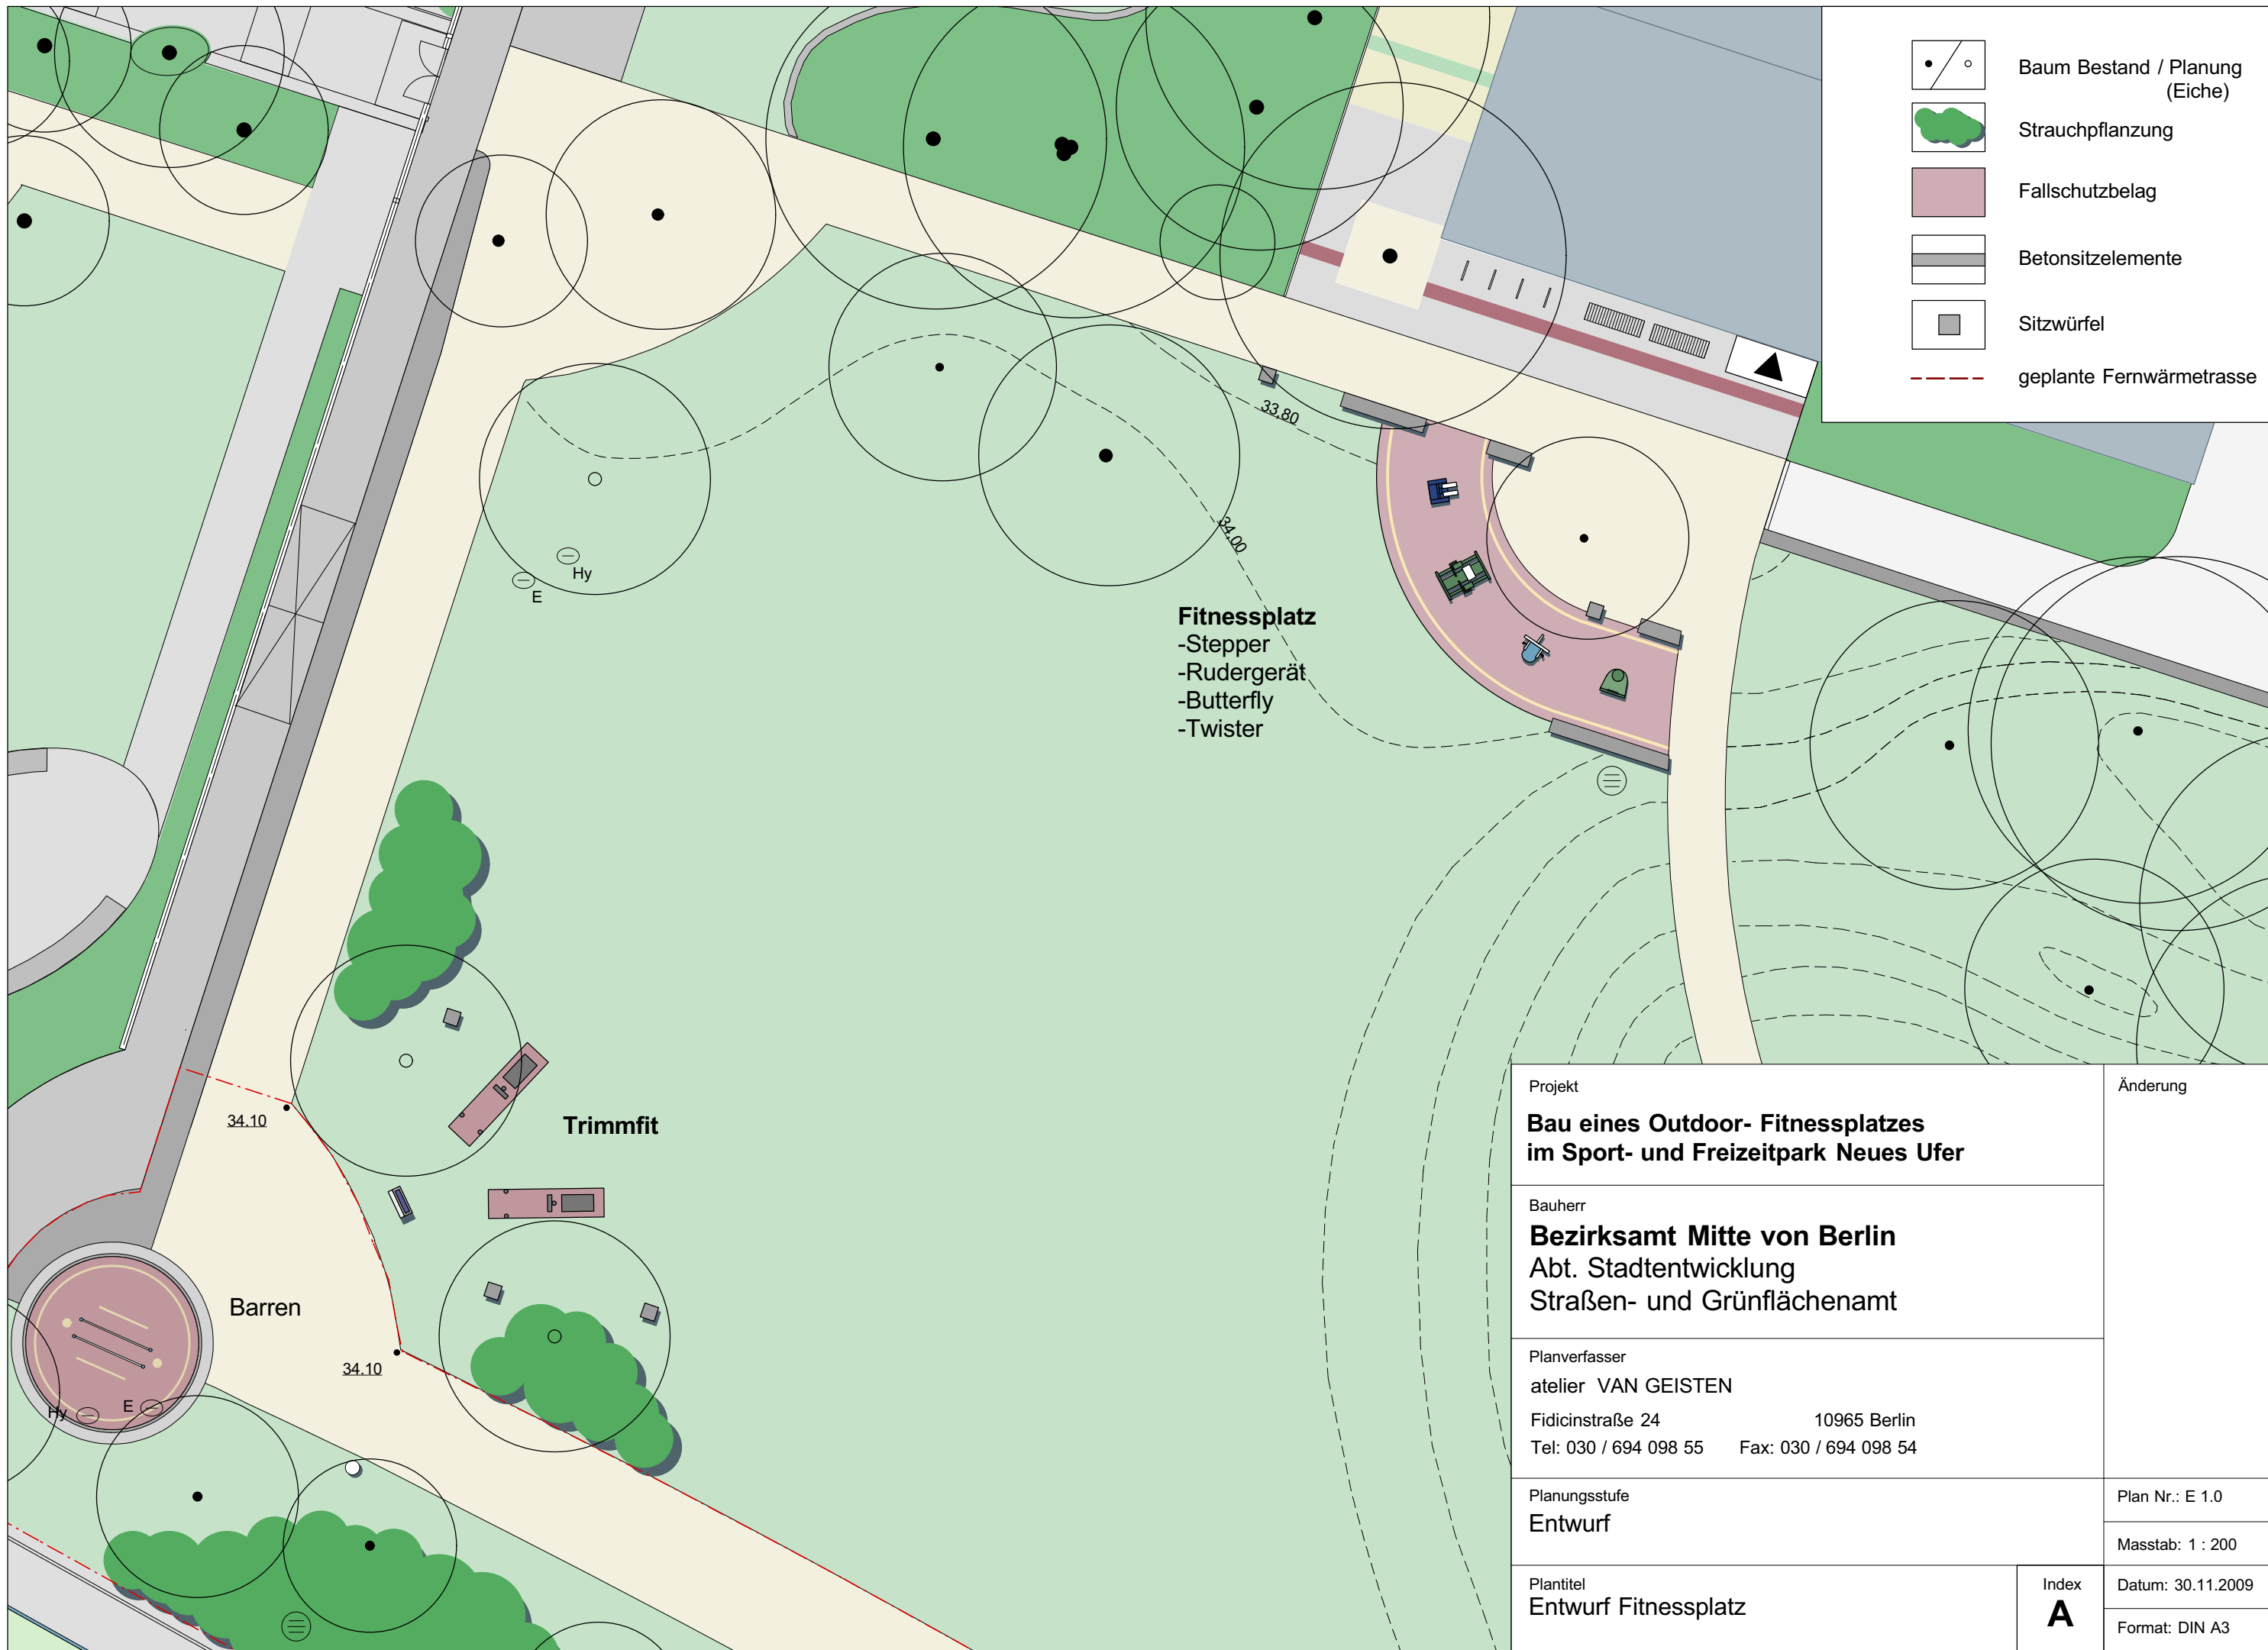 Baum Bestand / Planung
(Eiche)
Strauchpflanzung
Fallschutzbelag
Betonsitzelemente
Sitzwürfel
geplante Fernwärmetrasse
33,80
34,00
Hy
E
Fitnessplatz
-Stepper
-Rudergerät
-Butterfly
-Twister
34.10
Trimmfit
Barren
34.10
Hy
E
Projekt
Bau eines Outdoor- Fitnessplatzes
im Sport- und Freizeitpark Neues Ufer
Änderung
Bauherr
Bezirksamt Mitte von Berlin
Abt. Stadtentwicklung
Straßen- und Grünflächenamt
Planverfasser
atelier VAN GEISTEN
Fidicinstraße 24 10965 Berlin
Tel: 030 / 694 098 55 Fax: 030 / 694 098 54
Planungsstufe
Entwurf
Plan Nr.: E 1.0
Masstab: 1 : 200
Plantitel
Entwurf Fitnessplatz
Index
A
Datum: 30.11.2009
Format: DIN A3